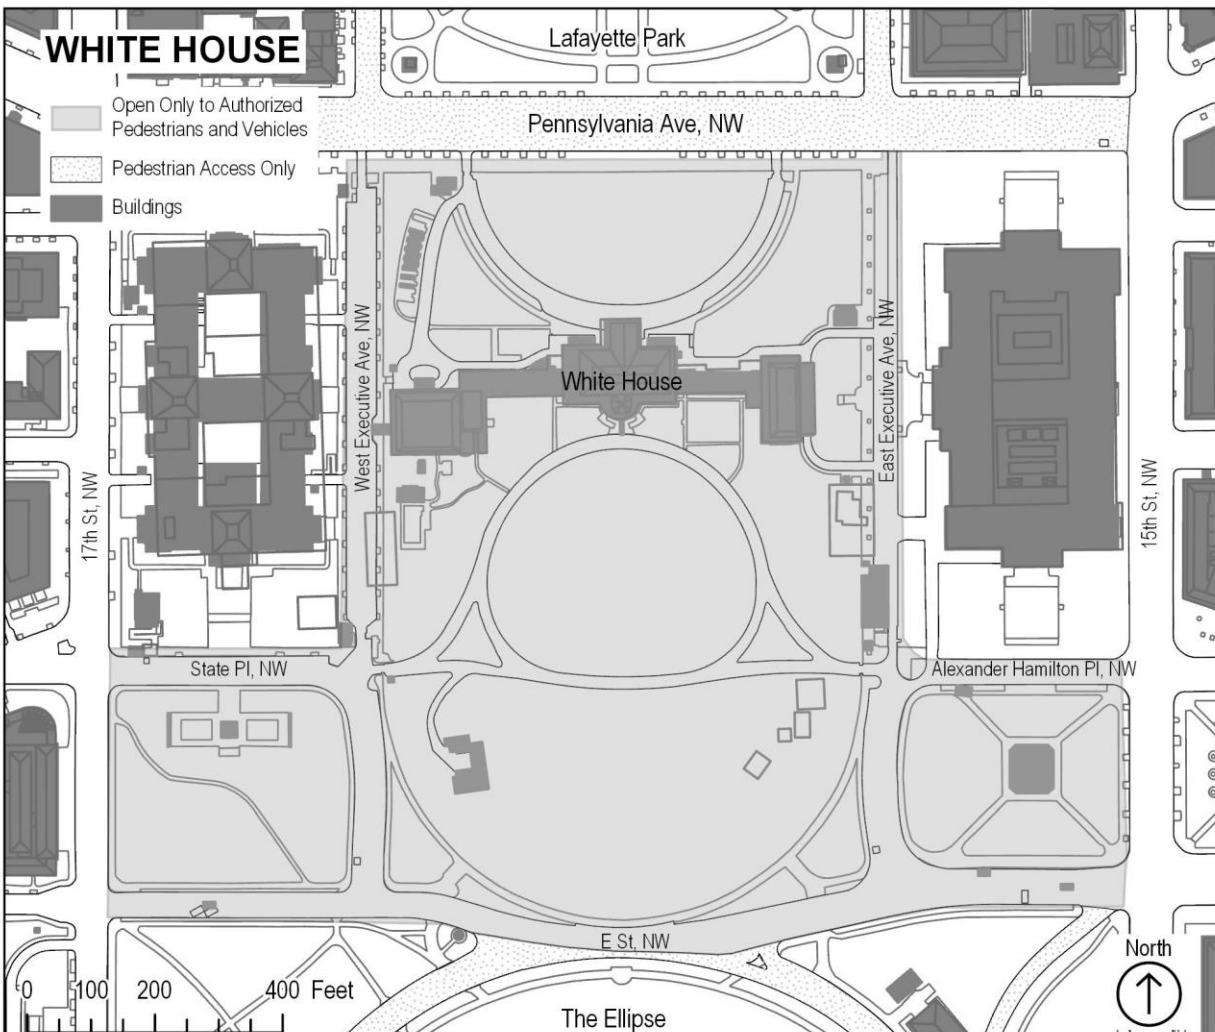 WHITE HOUSE
Open Only to Authorized
Pedestrians and Vehicles
Pedestrian Access Only
Buildings
Lafayette Park
Pennsylvania Ave, NW
West Executive Ave, NW
East Executive Ave, NW
White House
17th St, NW
15th St, NW
State Pl, NW
Alexander Hamilton Pl, NW
E St, NW
North
0 100 200 400 Feet
The Ellipse